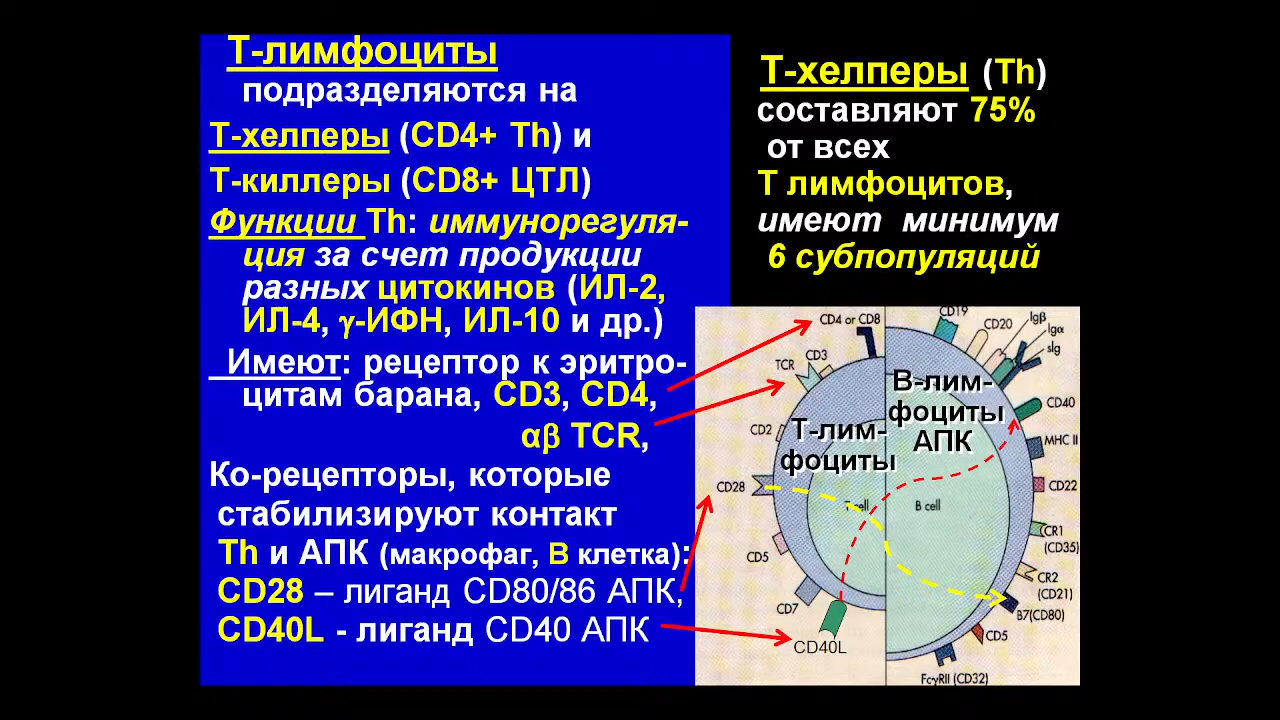 Т-лимфоциты
подразделяются на
Т-хелперы (CD4+ Th) и
Т-киллеры (CD8+ ЦТЛ)
Функции Th: иммунорегуля-
ция за счет продукции
разных цитокинов (ИЛ-2,
ИЛ-4, γ-ИФН, ИЛ-10 и др.)
Имеют: рецептор к эритро-
цитам барана, CD3, CD4,
αβ TCR,
Ко-рецепторы, которые
стабилизируют контакт
Th и АПК (макрофаг, В клетка):
CD28 – лиганд CD80/86 АПК,
CD40L - лиганд CD40 АПК
Т-хелперы (Th)
составляют 75%
от всех
Т лимфоцитов,
имеют минимум
6 субпопуляций
CD4 or CD8
CD3
TCR
CD2
CD28
CD5
CD7
CD40L
Т-лим-
фоциты
T cell
В-лим-
фоциты
АПК
B cell
CD19
CD20
Igβ
Igα
sIg
CD40
MHC II
CD22
CR1
(CD35)
CR2
(CD21)
B7(CD80)
CD5
FcγRII (CD32)